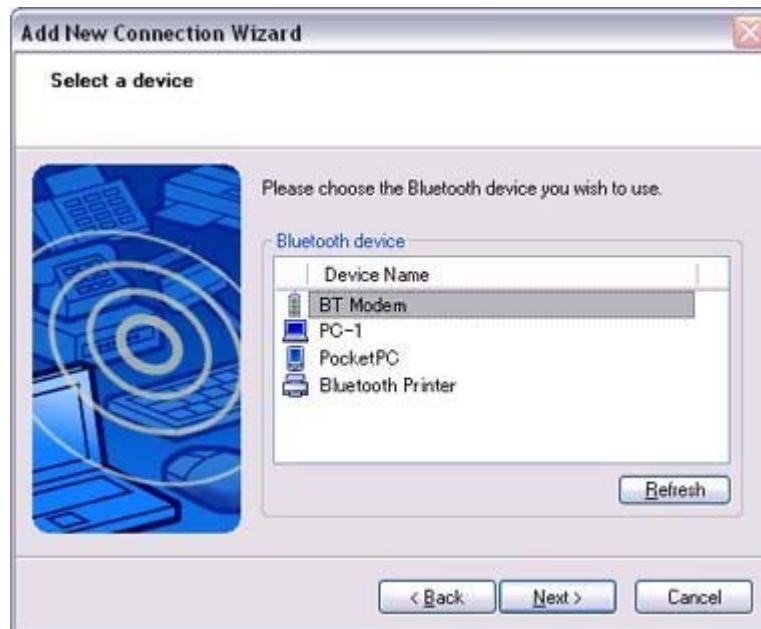 Add New Connection Wizard
Select a device
Please choose the Bluetooth device you wish to use.
Bluetooth device
Device Name
BT Modem
PC-1
PocketPC
Bluetooth Printer
Refresh
< Back Next > Cancel